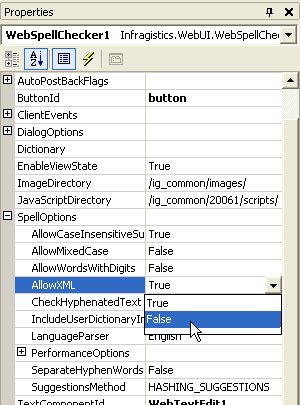 Properties
WebSpellChecker1 Infragistics.WebUI.WebSpellChec
AutoPostBackFlags
ButtonId button
ClientEvents
DialogOptions
Dictionary
EnableViewState True
ImageDirectory /ig_common/images/
JavaScriptDirectory /ig_common/20061/scripts/
SpellOptions
AllowCaseInsensitiveSu True
AllowMixedCase False
AllowWordsWithDigits False
AllowXML True
CheckHyphenatedText True
IncludeUserDictionaryIn False
LanguageParser English
PerformanceOptions
SeparateHyphenWords False
SuggestionsMethod HASHING_SUGGESTIONS
TextComponentId WebTextEdit1